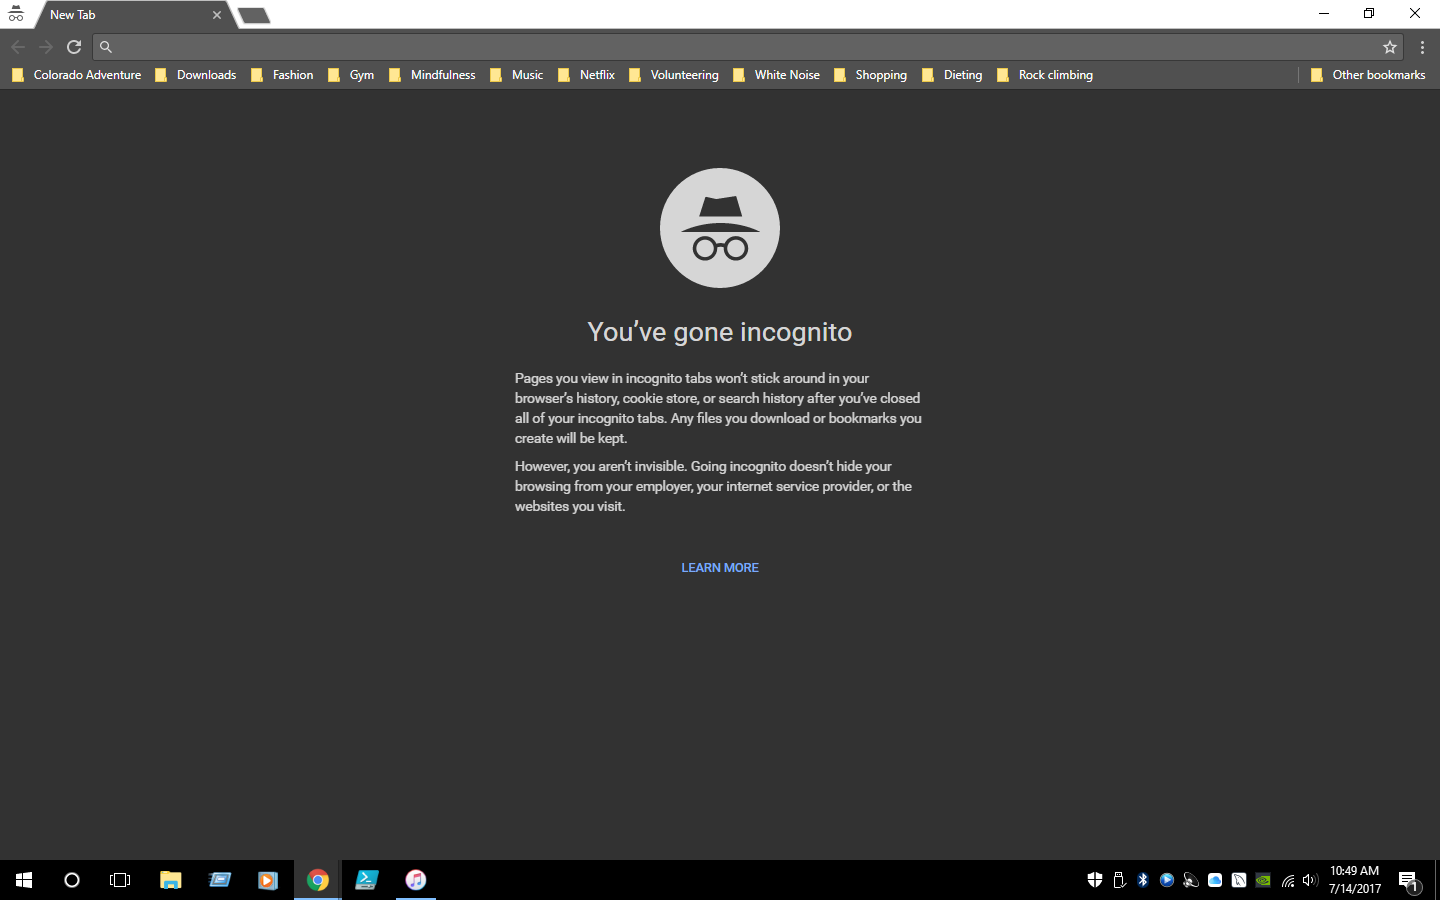 New Tab
Colorado Adventure Downloads Fashion Gym Mindfulness Music Netflix Volunteering White Noise Shopping Dieting Rock climbing Other bookmarks
You've gone incognito
Pages you view in incognito tabs won't stick around in your
browser's history, cookie store, or search history after you've closed
all of your incognito tabs. Any files you download or bookmarks you
create will be kept.
However, you aren't invisible. Going incognito doesn't hide your
browsing from your employer, your internet service provider, or the
websites you visit.
LEARN MORE
10:49 AM
7/14/2017
1